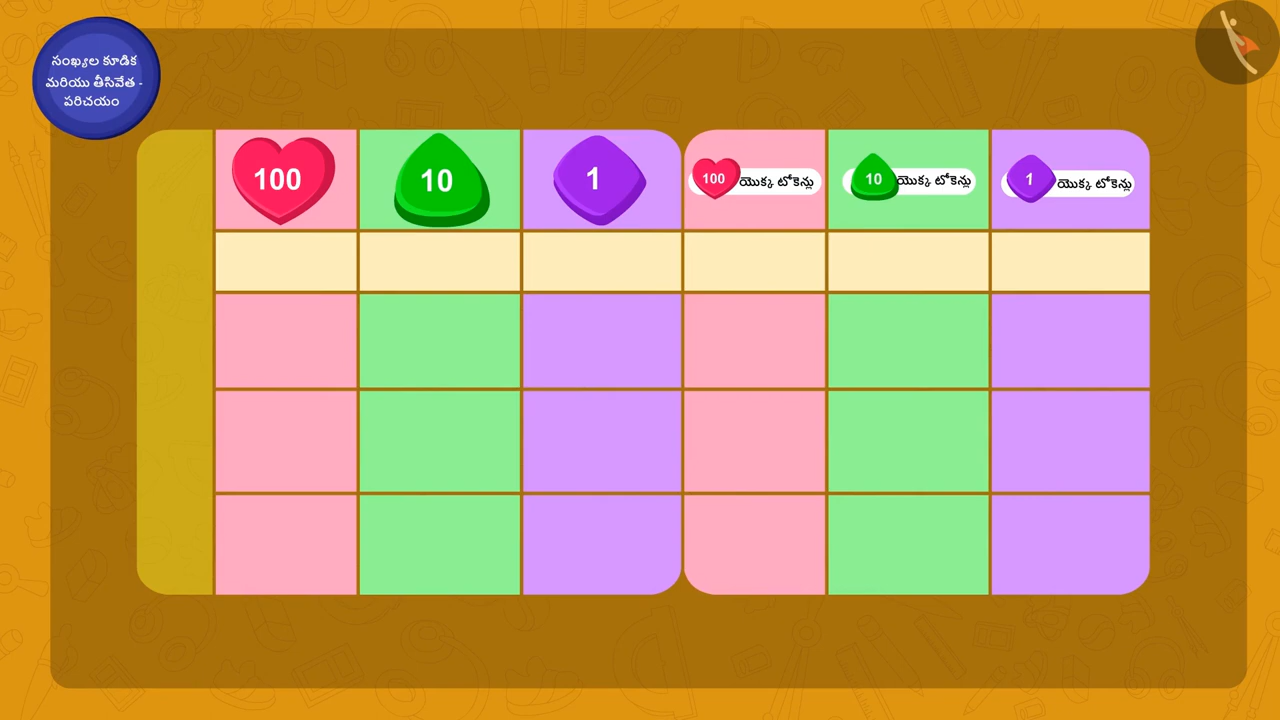 సంఖ్యల కూడిక
మరియు తీసివేత -
పరిచయం
100 10 1 100 యొక్క టోకెన్లు 10 యొక్క టోకెన్లు 1 యొక్క టోకెన్లు